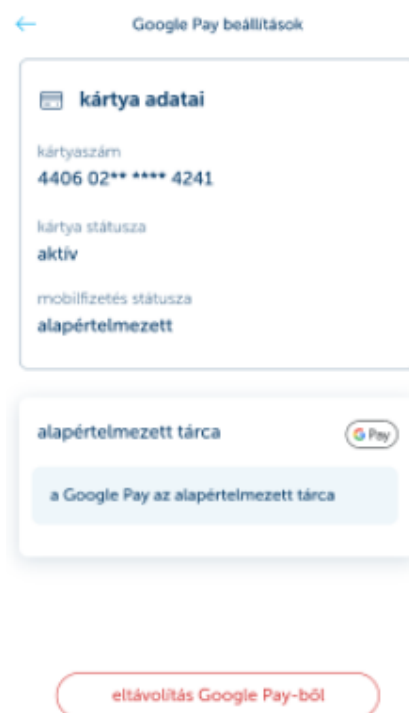 Google Pay beállítások
kártya adatai
kártyaszám
4406 02** **** 4241
kártya státusza
aktív
mobilfizetés státusza
alapértelmezett
alapértelmezett tárca
G Pay
a Google Pay az alapértelmezett tárca
eltávolítás Google Pay-ből